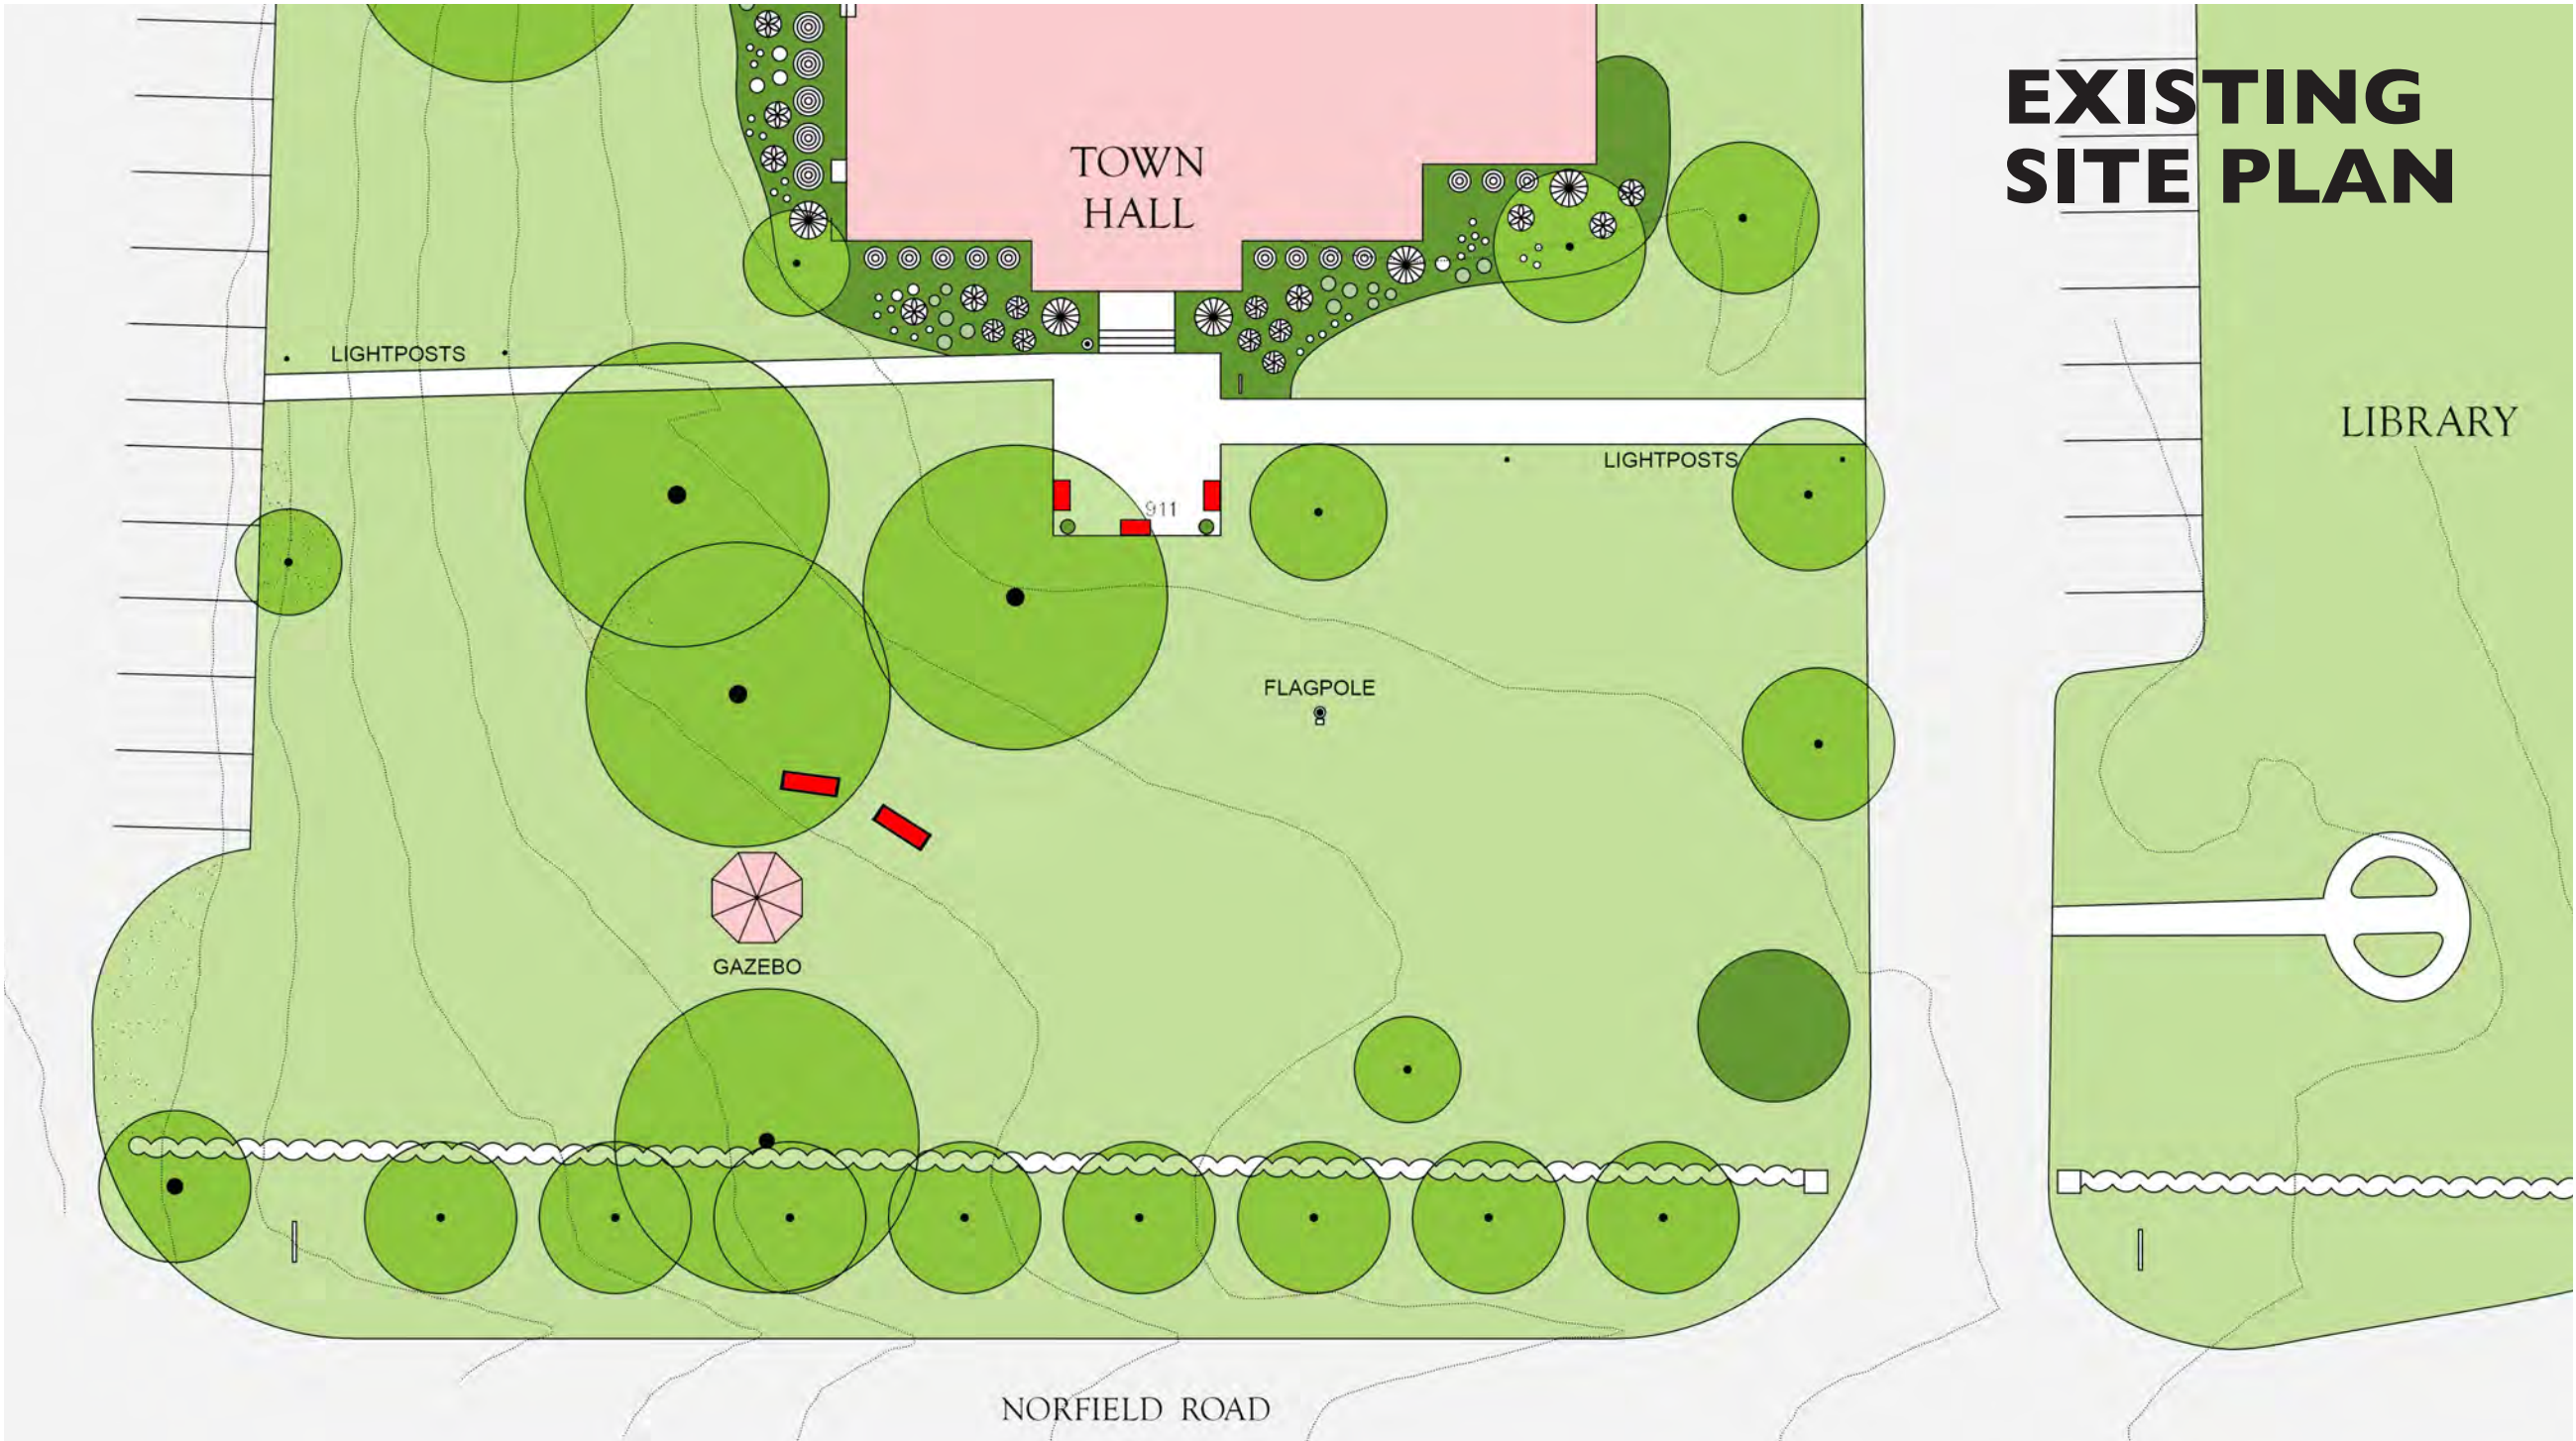 EXISTING
SITE PLAN
TOWN
HALL
LIGHTPOSTS
LIBRARY
LIGHTPOSTS
911
FLAGPOLE
GAZEBO
NORFIELD ROAD